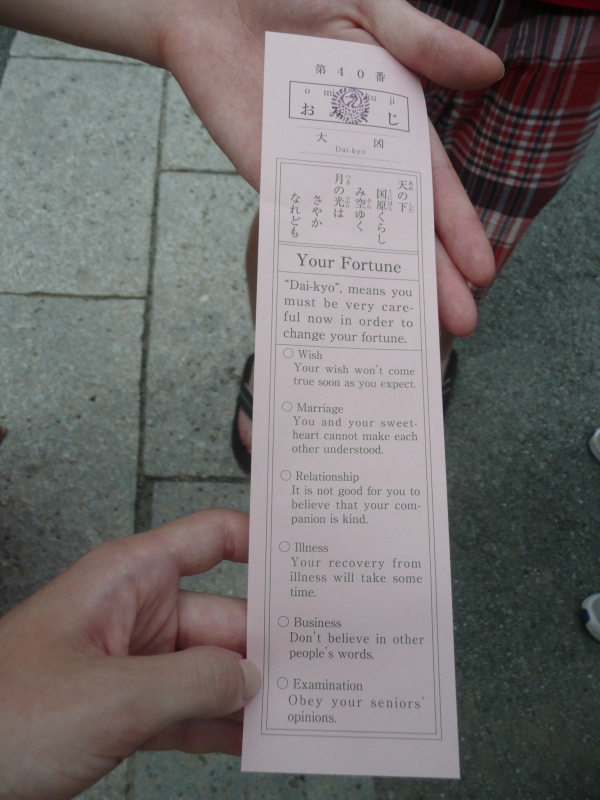 第40番
o mi ku ji
お じ
大 凶
Dai-kyo
天の下
国原くらし
み空ゆく
月の光は
さやか
なれども
Your Fortune
“Dai-kyo”, means you
must be very care-
ful now in order to
change your fortune.
○ Wish
Your wish won't come
true soon as you expect.
○ Marriage
You and your sweet-
heart cannot make each
other understood.
○ Relationship
It is not good for you to
believe that your com-
panion is kind.
○ Illness
Your recovery from
illness will take some
time.
○ Business
Don't believe in other
people's words.
○ Examination
Obey your seniors'
opinions.